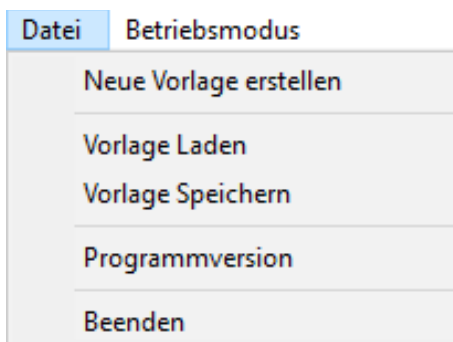 Datei Betriebsmodus
Neue Vorlage erstellen
Vorlage Laden
Vorlage Speichern
Programmversion
Beenden